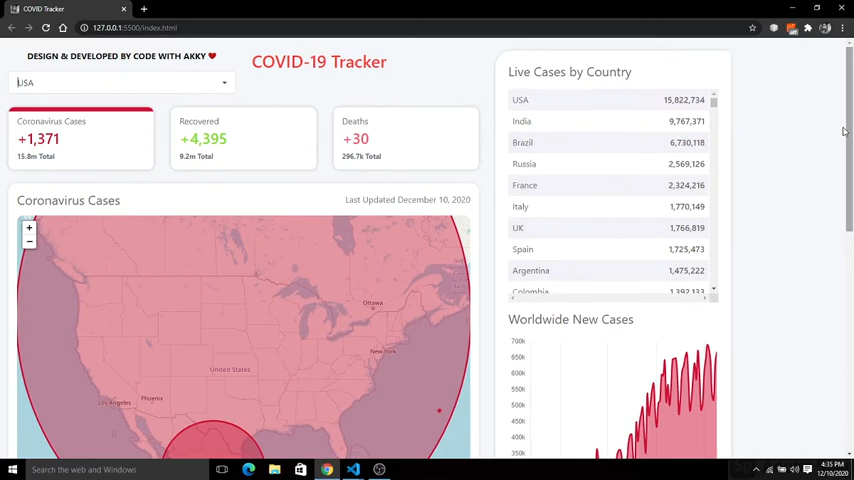 COVID Tracker
127.0.0.1:5500/index.html
off
DESIGN & DEVELOPED BY CODE WITH AKKY
COVID-19 Tracker
USA
Coronavirus Cases
+1,371
15.8m Total
Recovered
+4,395
9.2m Total
Deaths
+30
296.7k Total
Coronavirus Cases
Last Updated December 10, 2020
+
−
Ottawa
New York
United States
Phoenix
Los Angeles
Live Cases by Country
USA 15,822,734
India 9,767,371
Brazil 6,730,118
Russia 2,569,126
France 2,324,216
Italy 1,770,149
UK 1,766,819
Spain 1,725,473
Argentina 1,475,222
Colombia 1,392,133
Worldwide New Cases
700k
650k
600k
550k
500k
450k
400k
350k
Search the web and Windows
4:35 PM
12/10/2020